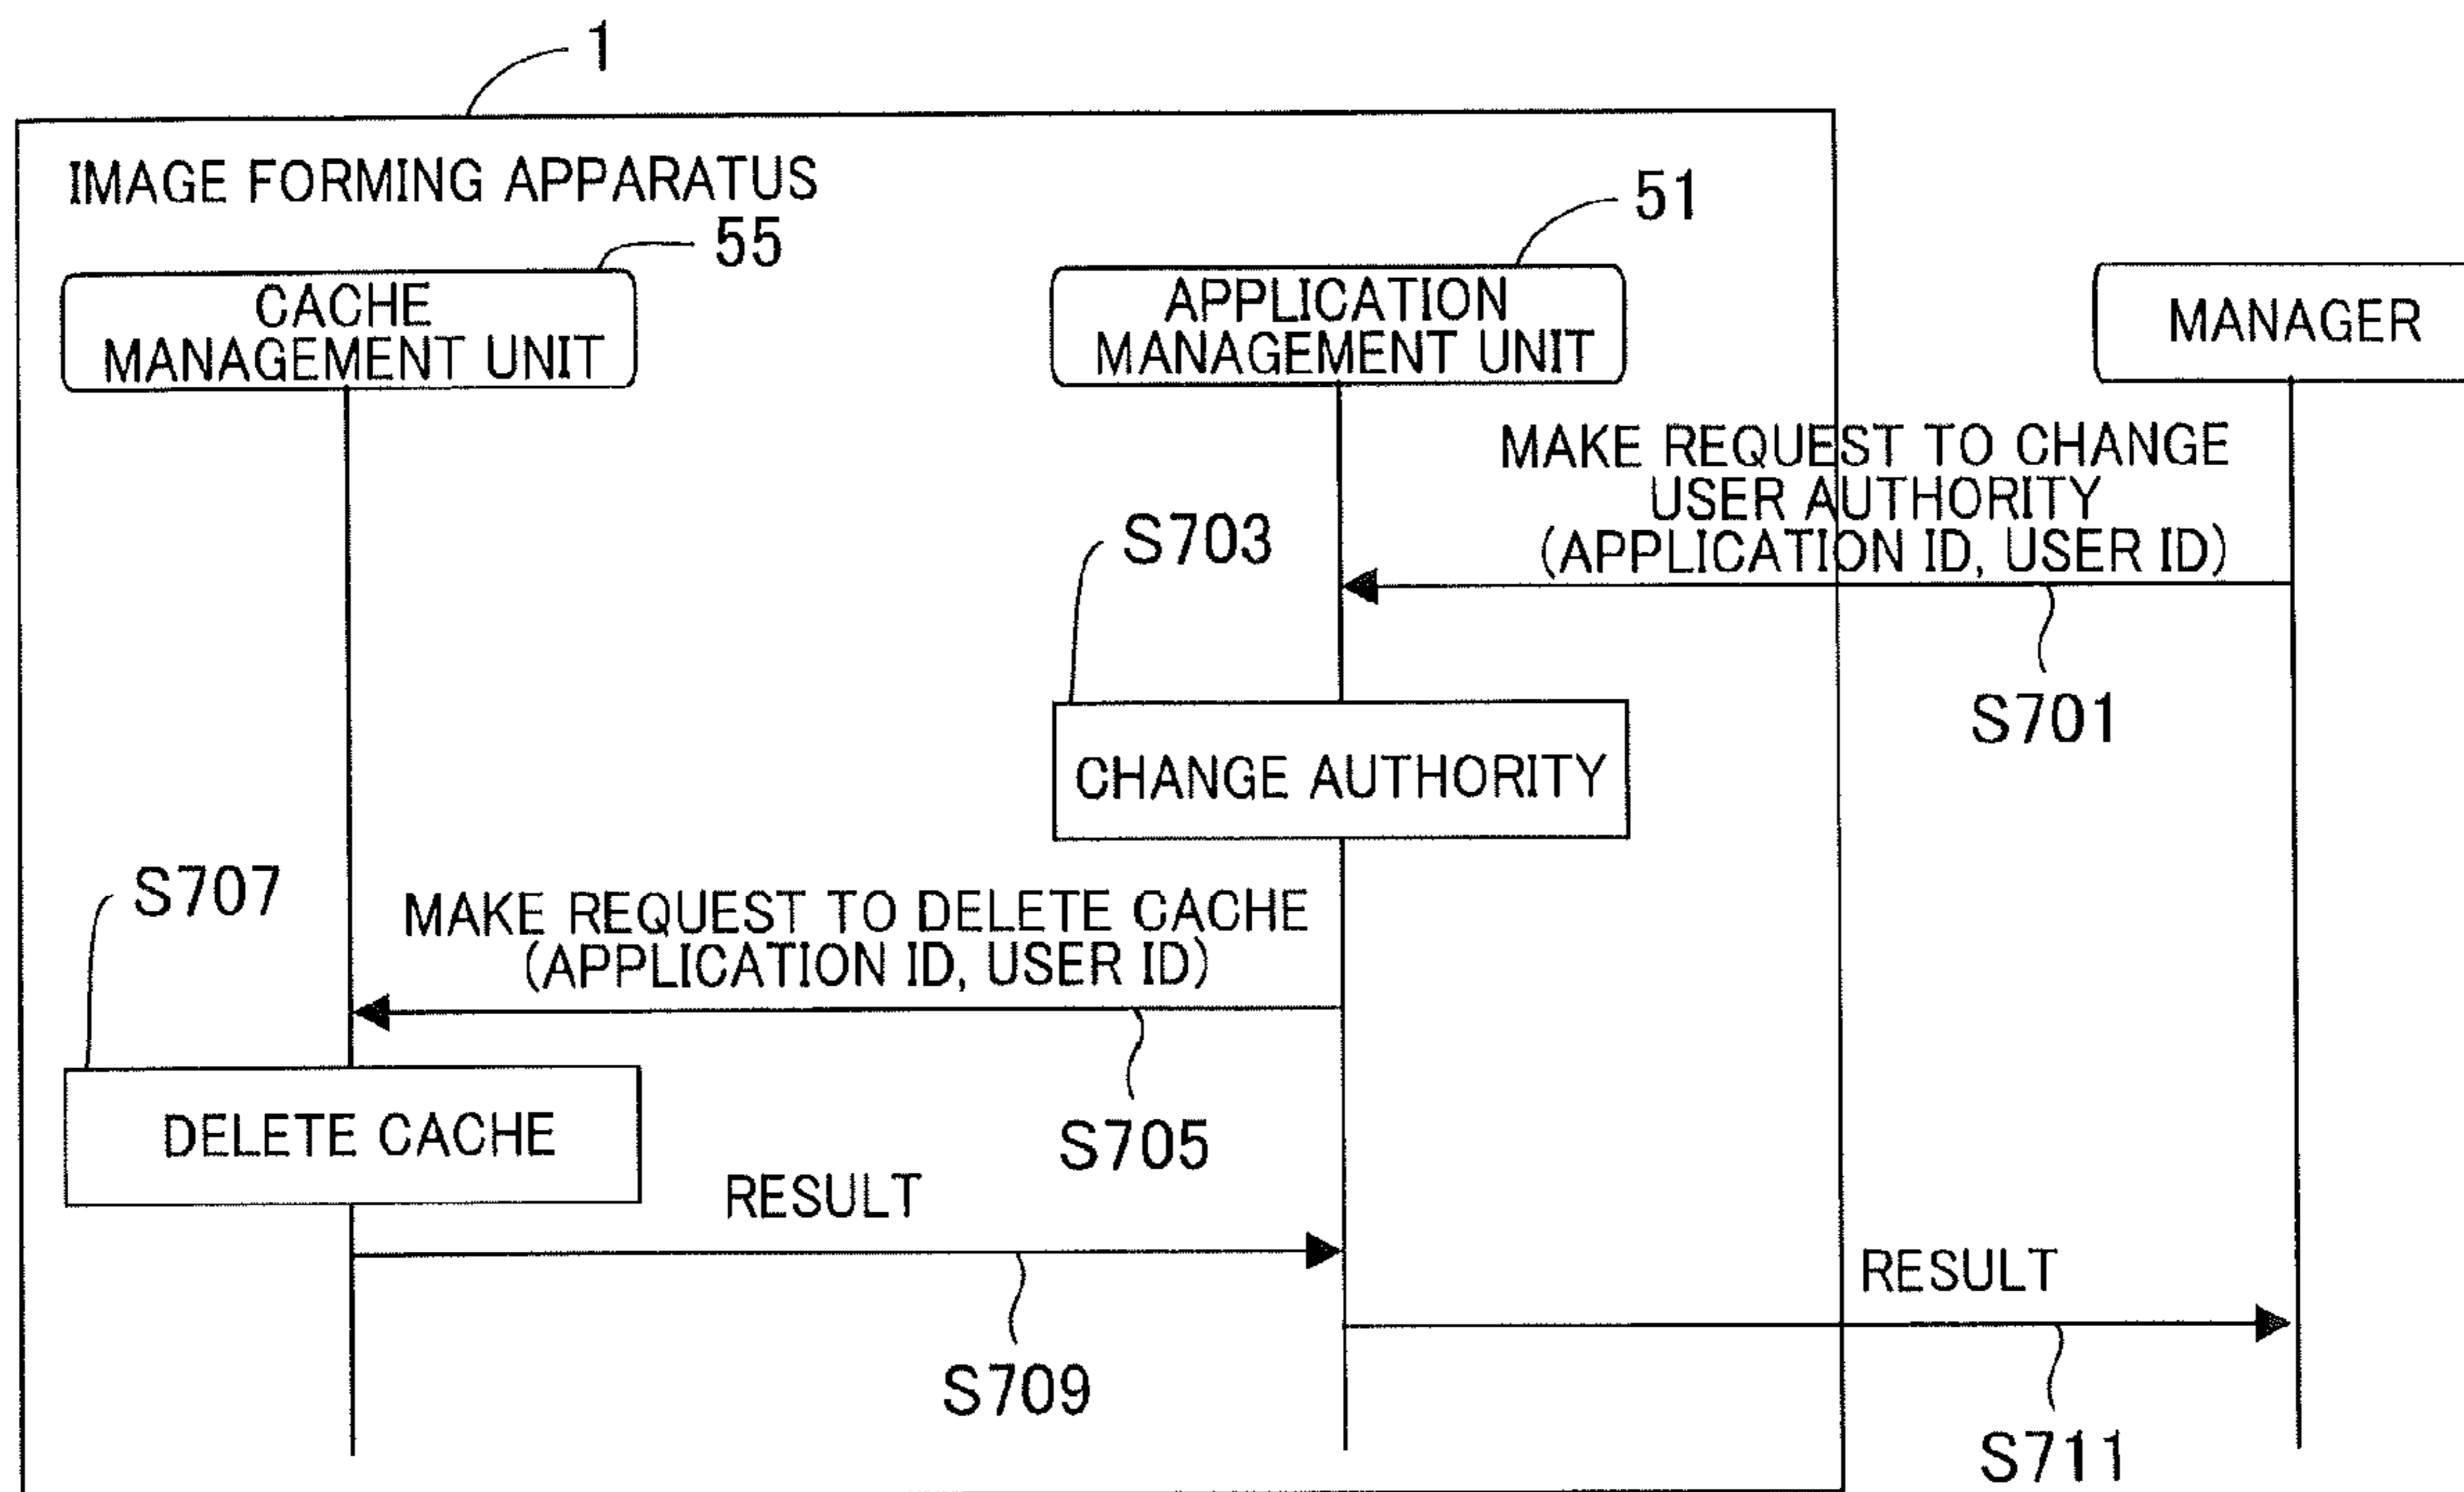 1
IMAGE FORMING APPARATUS
55
51
CACHE
MANAGEMENT UNIT
APPLICATION
MANAGEMENT UNIT
MANAGER
MAKE REQUEST TO CHANGE
USER AUTHORITY
(APPLICATION ID, USER ID)
S703
S701
CHANGE AUTHORITY
S707
MAKE REQUEST TO DELETE CACHE
(APPLICATION ID, USER ID)
S705
DELETE CACHE
RESULT
S709
RESULT
S711